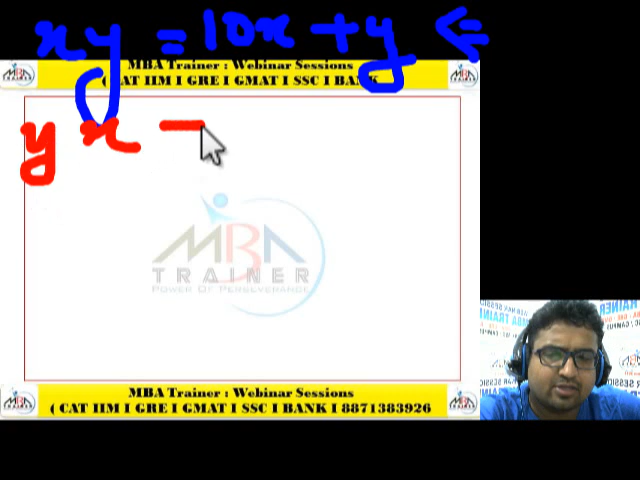 xy = 10x + y ⇐
MBA Trainer : Webinar Sessions
( CAT IIM I GRE I GMAT I SSC I BANK
yx –
MBA
TRAINER
POWER OF PERSEVERANCE
MBA Trainer : Webinar Sessions
( CAT IIM I GRE I GMAT I SSC I BANK I 8871383926